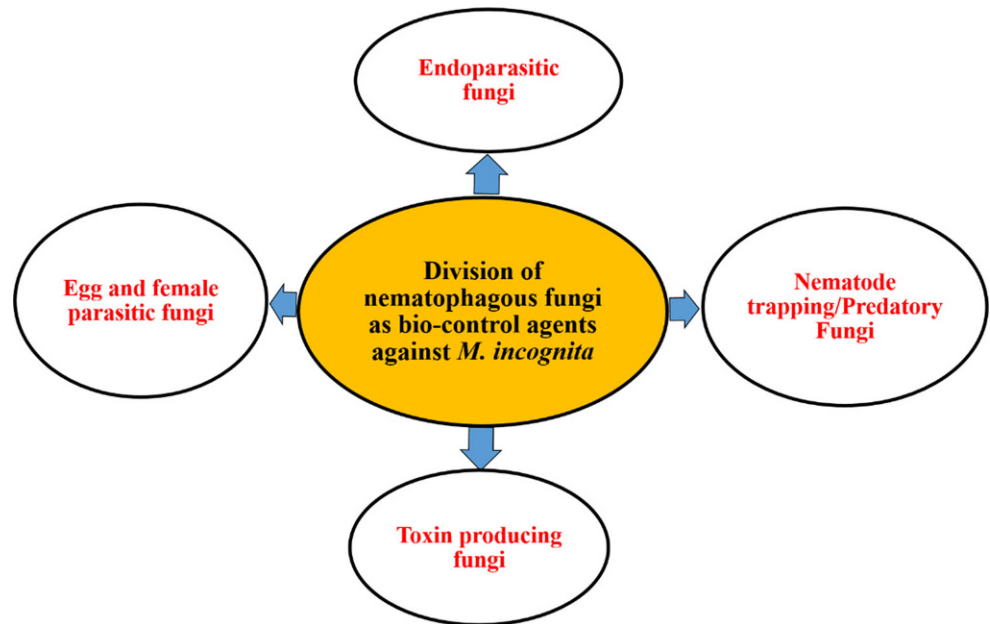 Endoparasitic
fungi
Egg and female
parasitic fungi
Division of
nematophagous fungi
as bio-control agents
against M. incognita
Nematode
trapping/Predatory
Fungi
Toxin producing
fungi